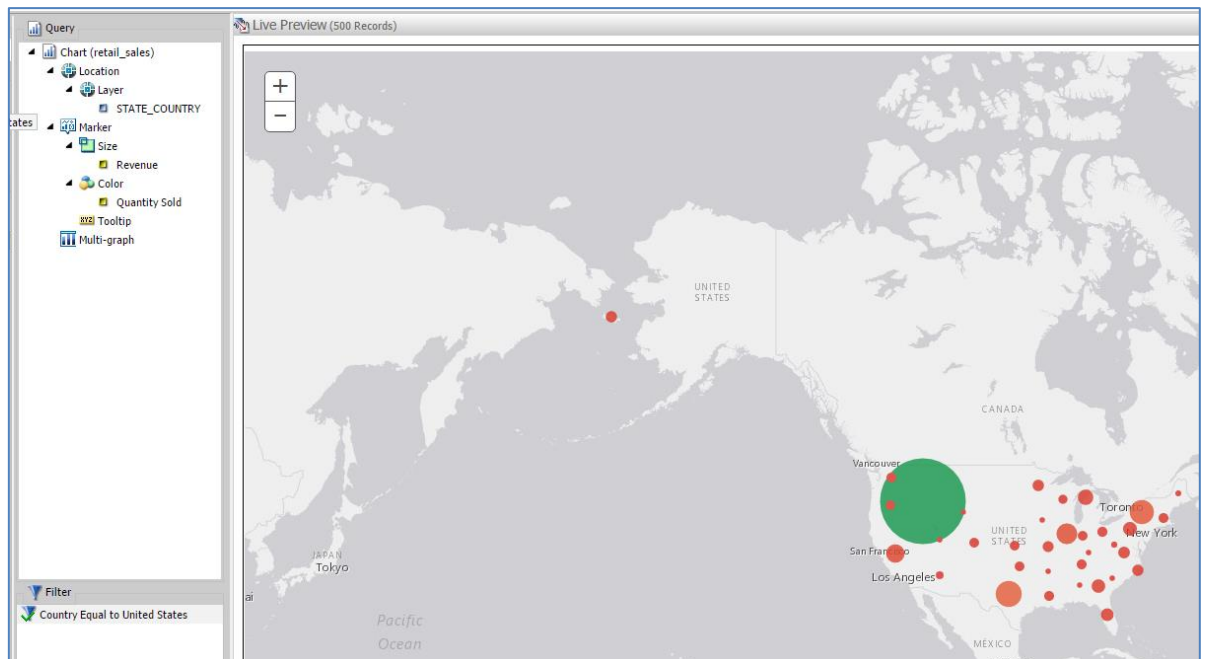 Query
Chart (retail_sales)
Location
Layer
STATE_COUNTRY
Marker
Size
Revenue
Color
Quantity Sold
XYZ Tooltip
Multi-graph
Filter
Country Equal to United States
Live Preview (500 Records)
+
−
UNITED
STATES
CANADA
Vancouver
Toronto
UNITED
STATES
New York
San Francisco
Los Angeles
JAPAN
Tokyo
ai
Pacific
Ocean
MÉXICO